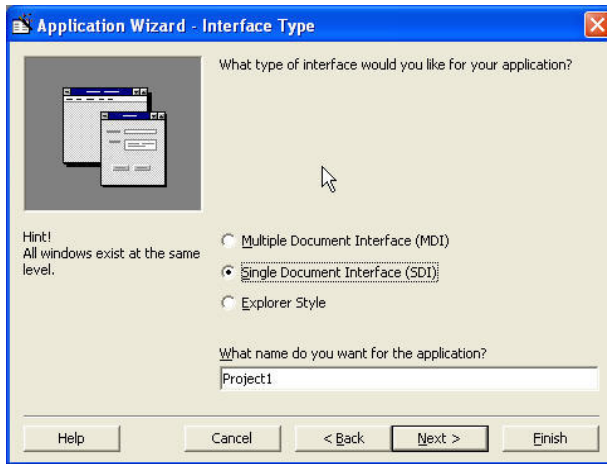 Application Wizard - Interface Type
What type of interface would you like for your application?
Hint!
All windows exist at the same
level.
Multiple Document Interface (MDI)
Single Document Interface (SDI)
Explorer Style
What name do you want for the application?
Project1
Help
Cancel
< Back
Next >
Finish